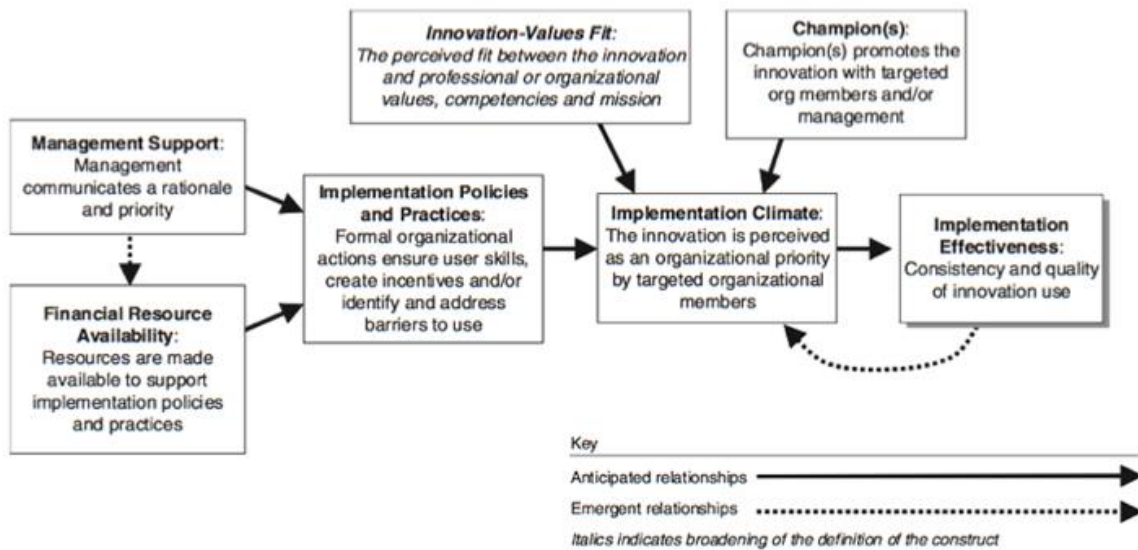 Innovation-Values Fit:
The perceived fit between the innovation
and professional or organizational
values, competencies and mission
Champion(s):
Champion(s) promotes the
innovation with targeted
org members and/or
management
Management Support:
Management
communicates a rationale
and priority
Implementation Policies
and Practices:
Formal organizational
actions ensure user skills,
create incentives and/or
identify and address
barriers to use
Implementation Climate:
The innovation is perceived
as an organizational priority
by targeted organizational
members
Implementation
Effectiveness:
Consistency and quality
of innovation use
Financial Resource
Availability:
Resources are made
available to support
implementation policies
and practices
Key
Anticipated relationships
Emergent relationships
Italics indicates broadening of the definition of the construct